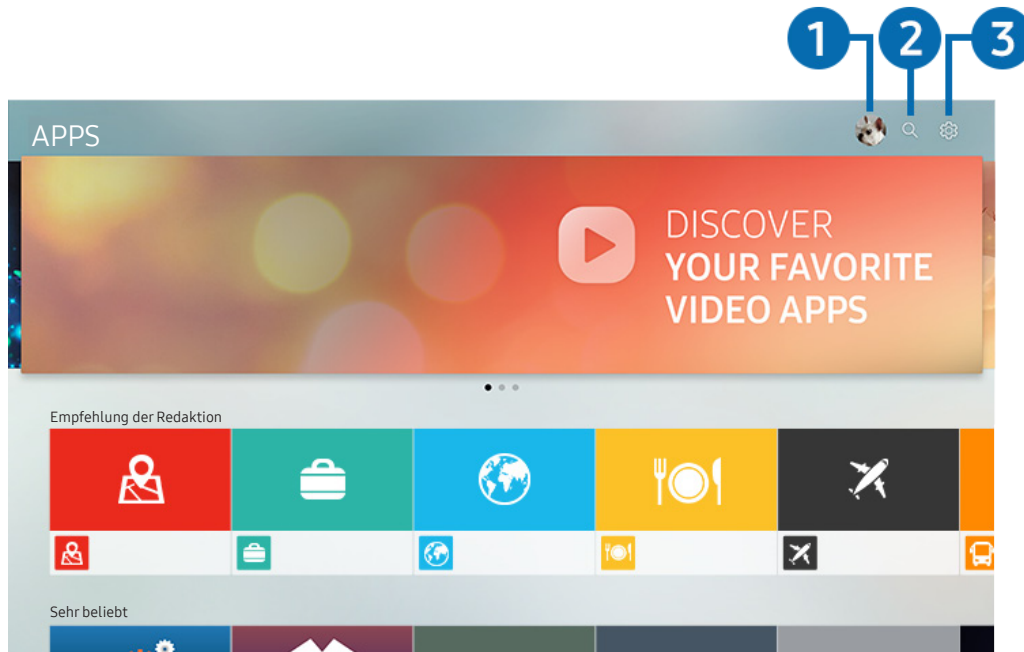 1 2 3
APPS
DISCOVER
YOUR FAVORITE
VIDEO APPS
Empfehlung der Redaktion
Sehr beliebt